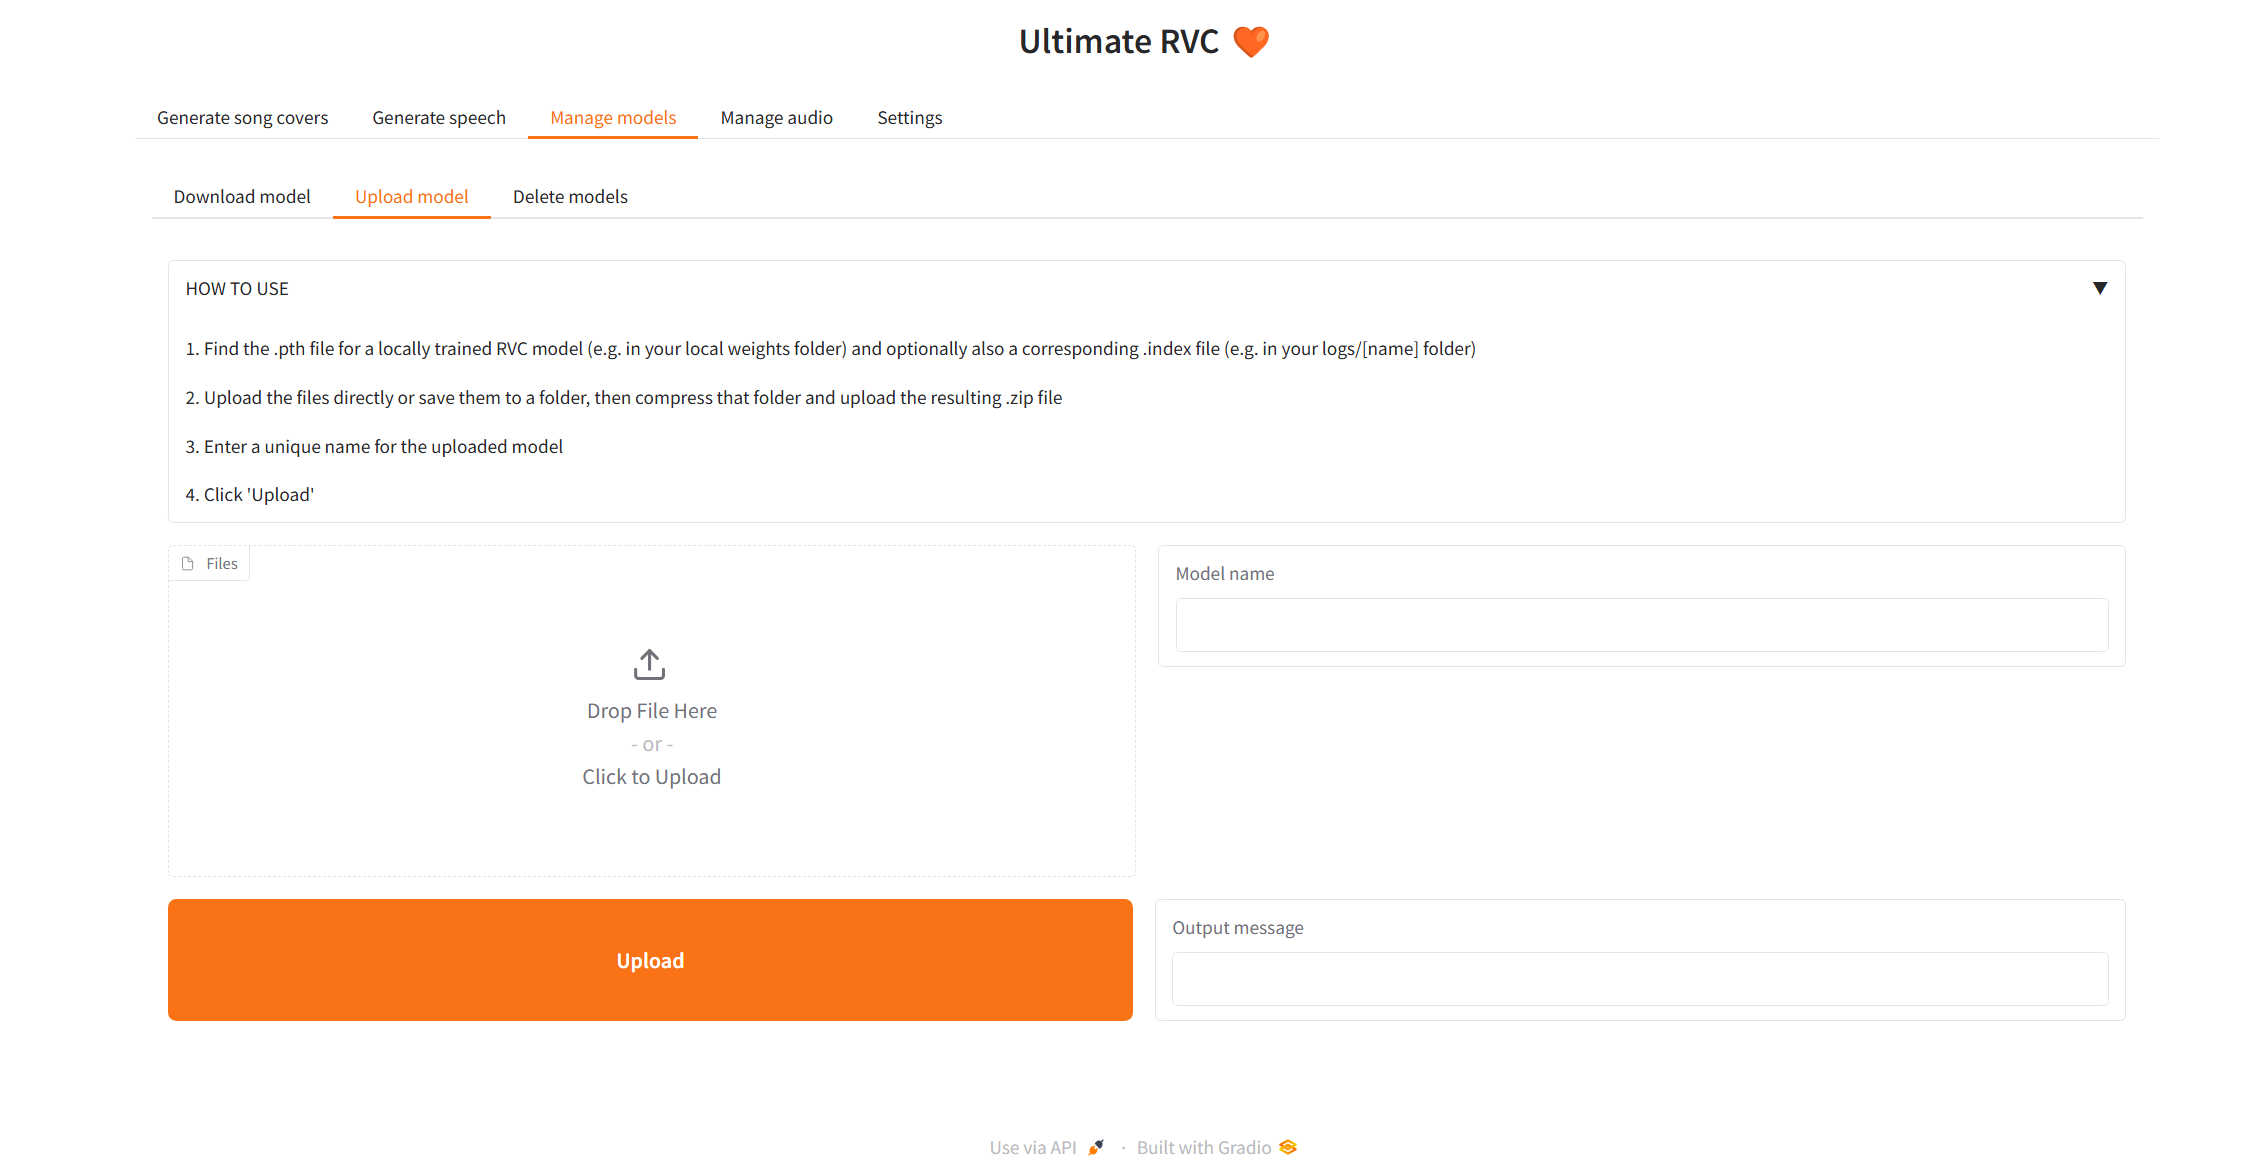 Ultimate RVC 🧡
Generate song covers Generate speech Manage models Manage audio Settings
Download model Upload model Delete models
HOW TO USE ▼
1. Find the .pth file for a locally trained RVC model (e.g. in your local weights folder) and optionally also a corresponding .index file (e.g. in your logs/[name] folder)
2. Upload the files directly or save them to a folder, then compress that folder and upload the resulting .zip file
3. Enter a unique name for the uploaded model
4. Click 'Upload'
Files
Drop File Here
- or -
Click to Upload
Model name
Upload
Output message
Use via API · Built with Gradio